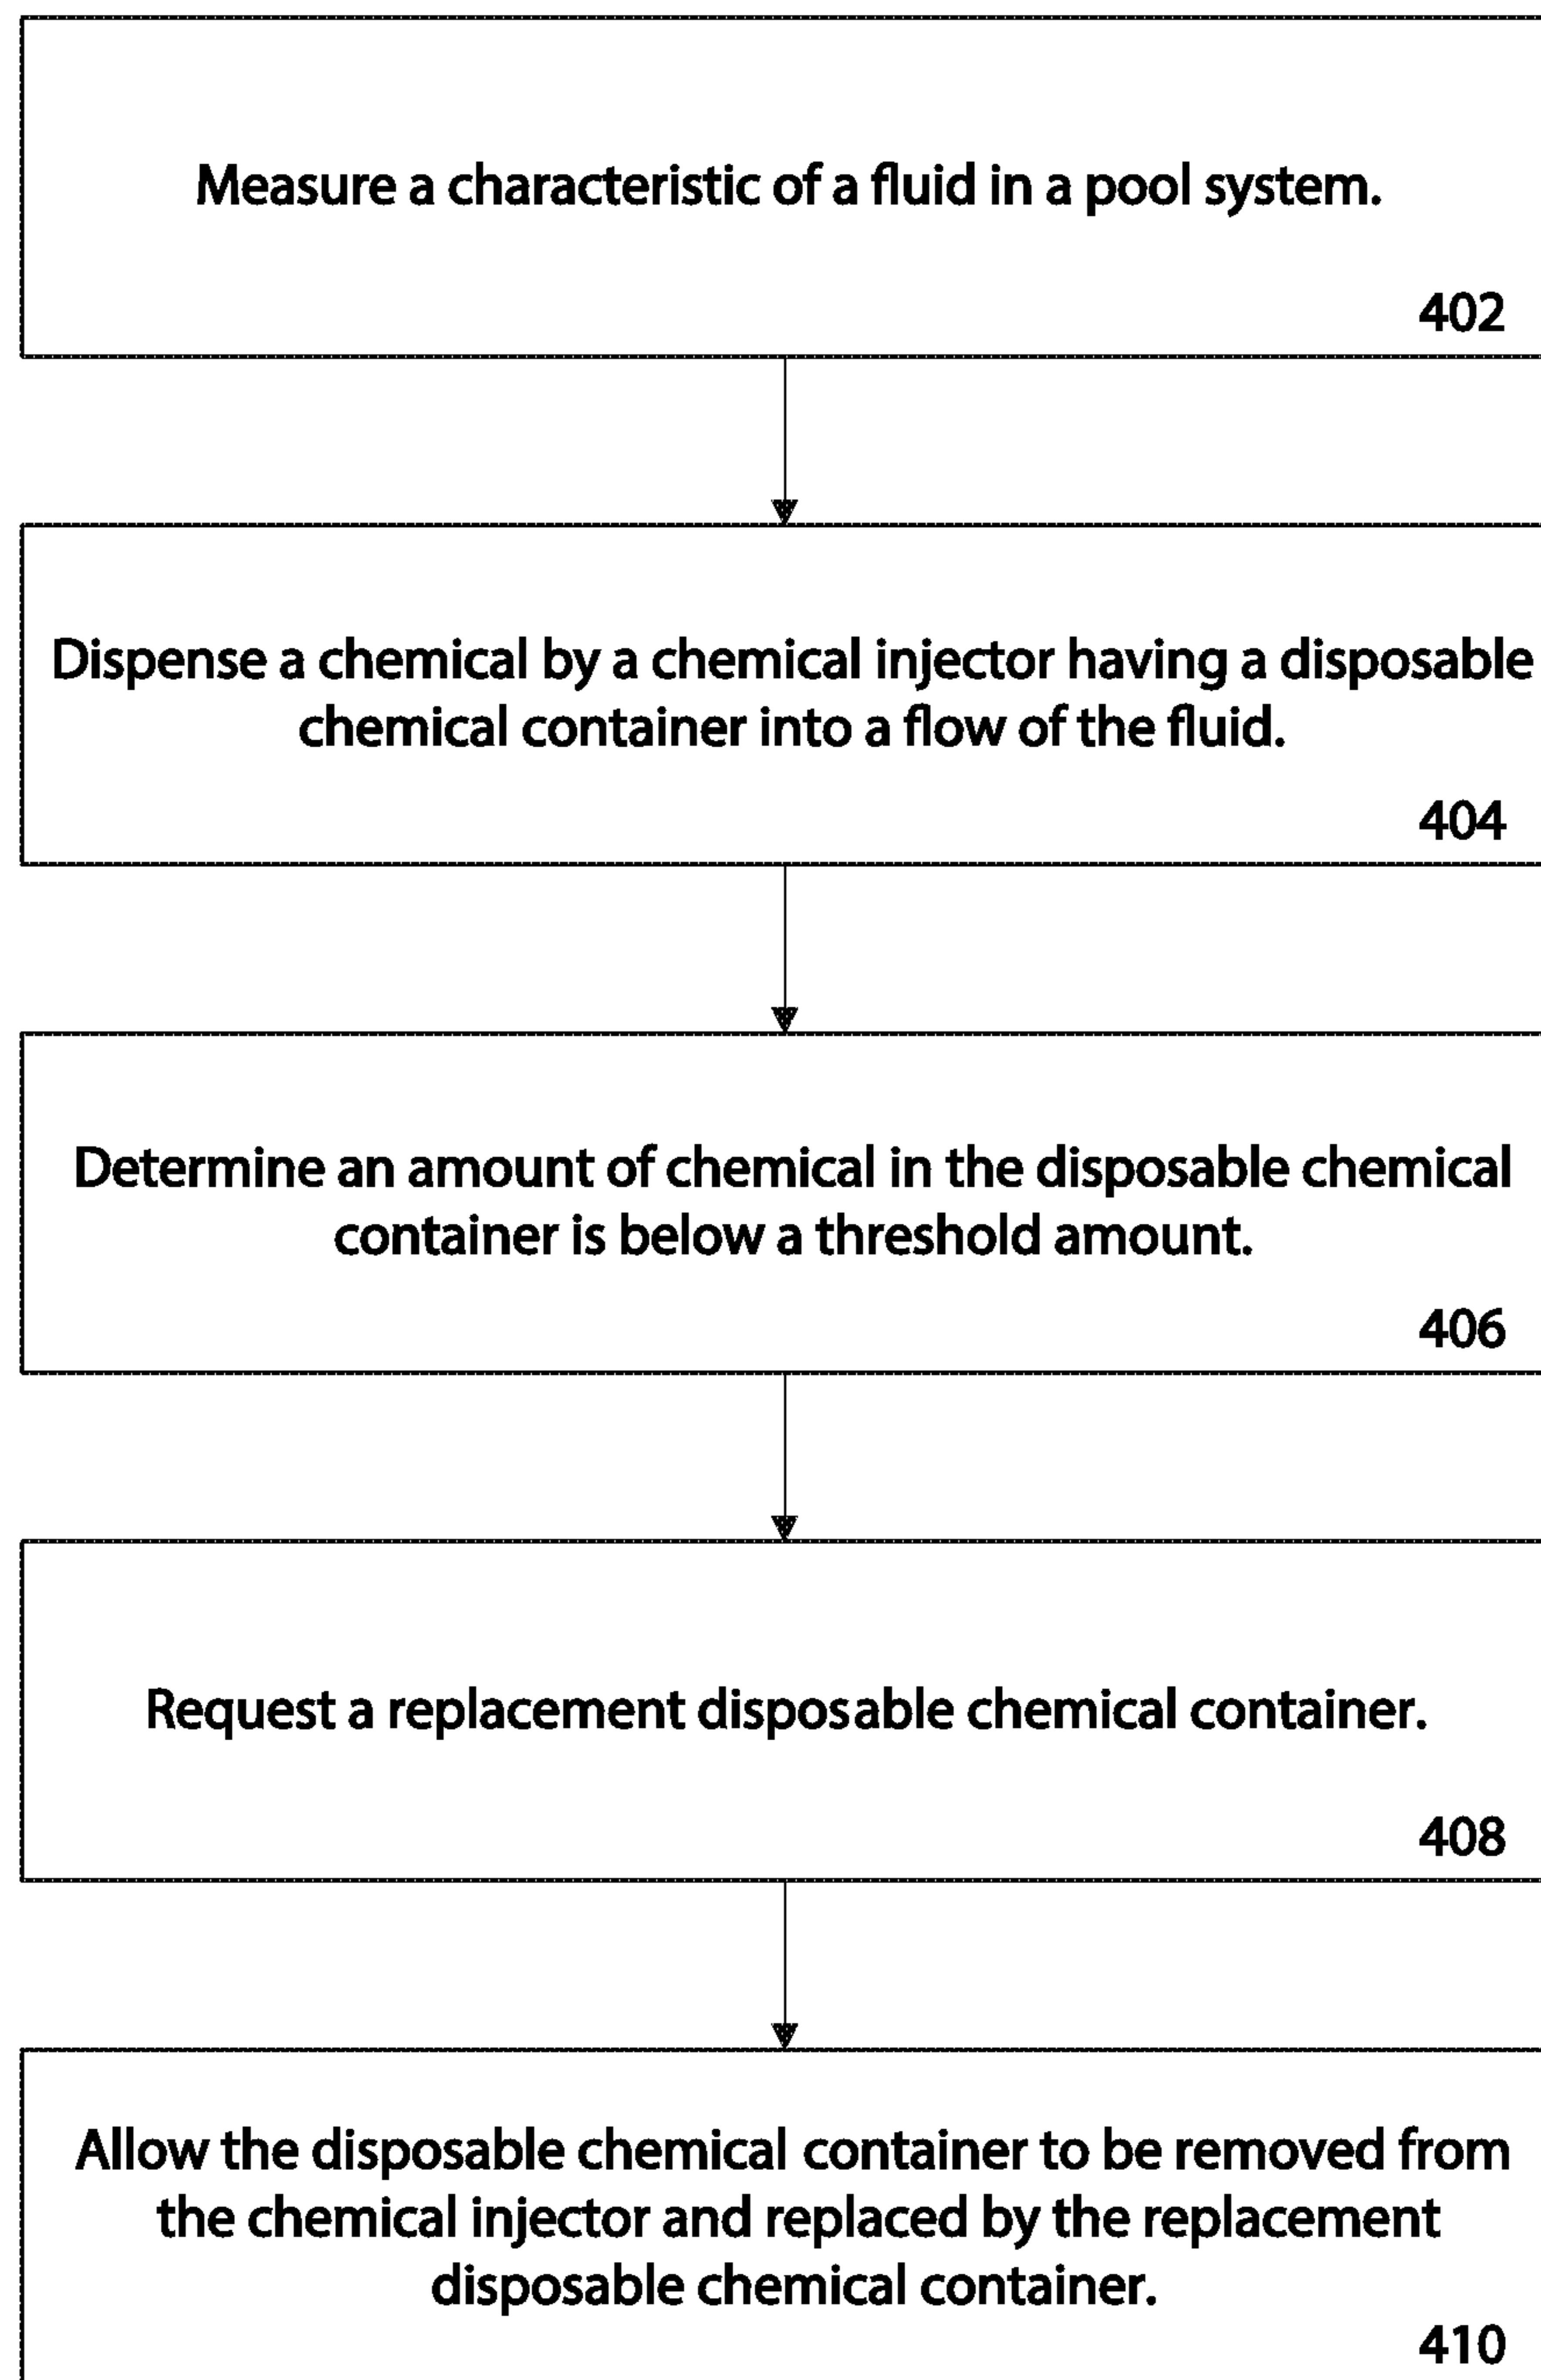 Measure a characteristic of a fluid in a pool system.
402
Dispense a chemical by a chemical injector having a disposable
chemical container into a flow of the fluid.
404
Determine an amount of chemical in the disposable chemical
container is below a threshold amount.
406
Request a replacement disposable chemical container.
408
Allow the disposable chemical container to be removed from
the chemical injector and replaced by the replacement
disposable chemical container.
410